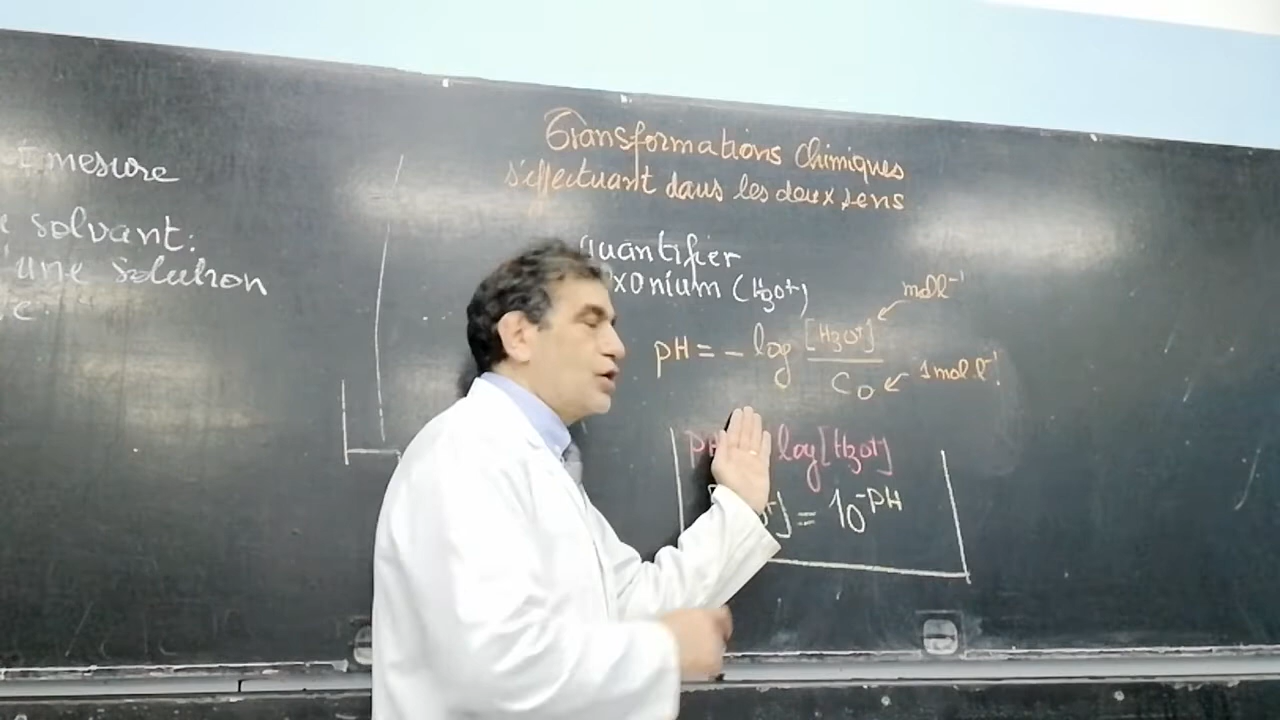 mesure
solvant:
une solution
Transformations chimiques
s'effectuant dans les deux sens
quantifier
oxonium (H3O+)
mol.l⁻¹
pH = - log [H3O+] / C0
1 mol.l⁻¹
pH log[H3O+]
O+] = 10⁻pH